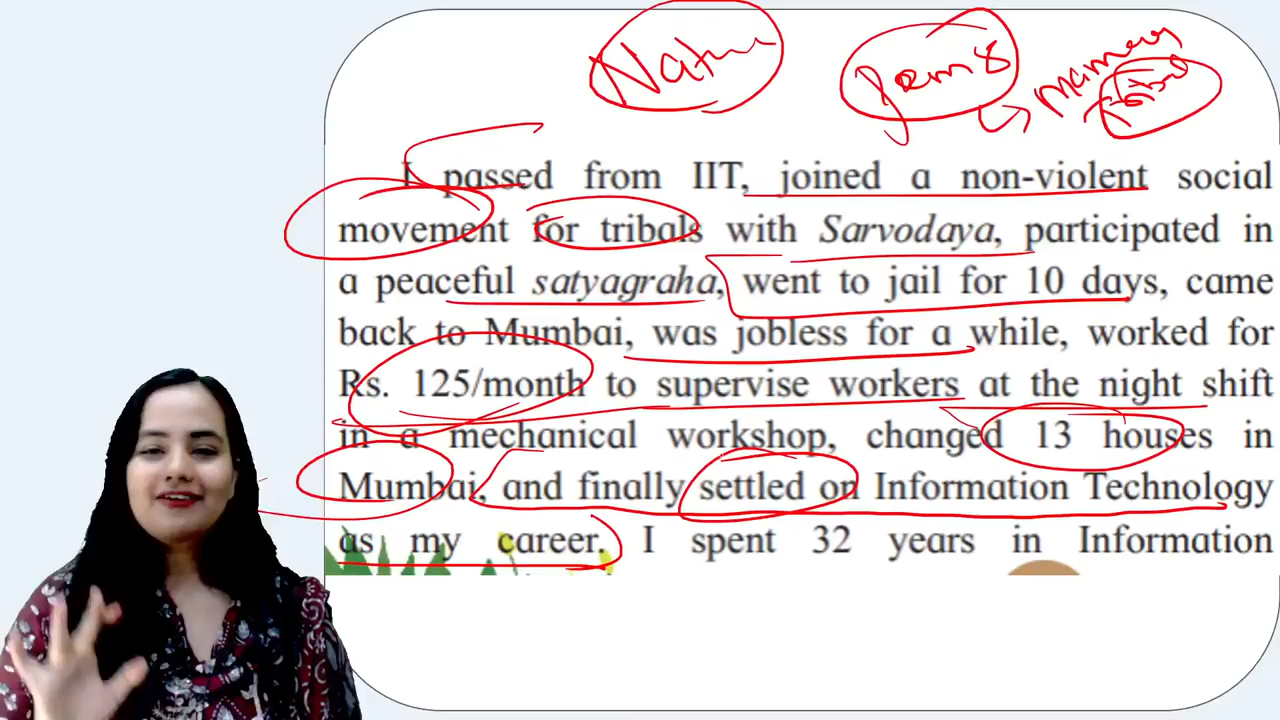 I passed from IIT, joined a non-violent social
movement for tribals with Sarvodaya, participated in
a peaceful satyagraha, went to jail for 10 days, came
back to Mumbai, was jobless for a while, worked for
Rs. 125/month to supervise workers at the night shift
in a mechanical workshop, changed 13 houses in
Mumbai, and finally settled on Information Technology
as my career. I spent 32 years in Information